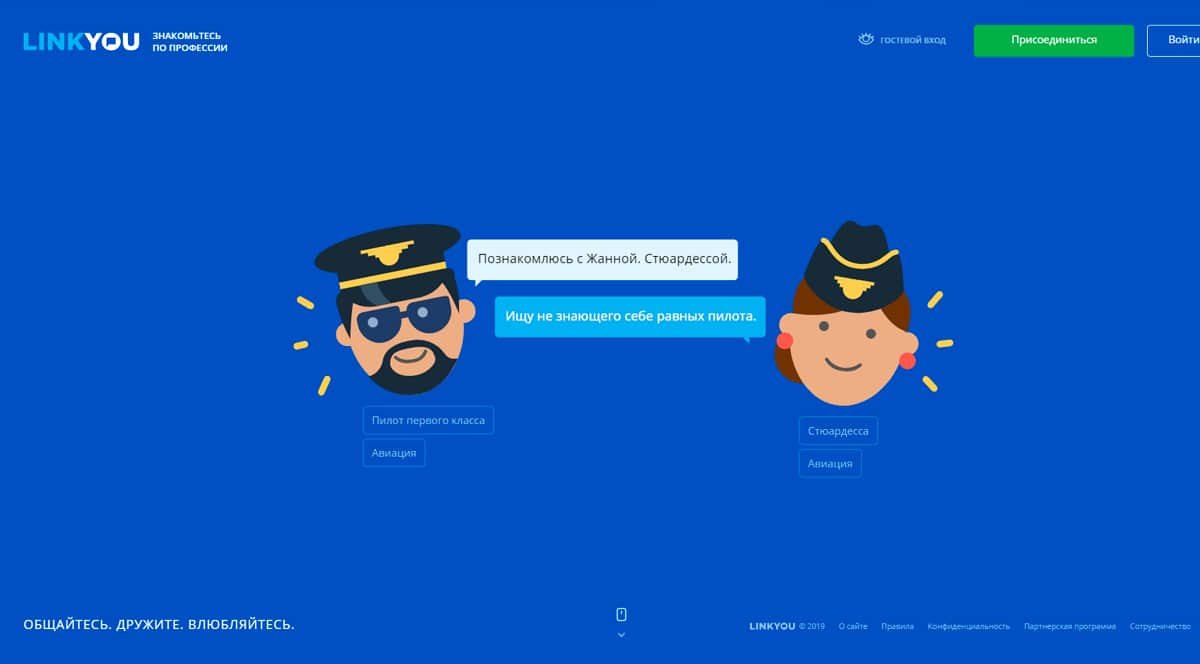 LINKYOU
ЗНАКОМЬТЕСЬ
ПО ПРОФЕССИИ
ГОСТЕВОЙ ВХОД
Присоединиться
Войти
Познакомлюсь с Жанной. Стюардессой.
Ищу не знающего себе равных пилота.
Пилот первого класса
Авиация
Стюардесса
Авиация
ОБЩАЙТЕСЬ. ДРУЖИТЕ. ВЛЮБЛЯЙТЕСЬ.
LINKYOU © 2019 О сайте Правила Конфиденциальность Партнерская программа Сотрудничество